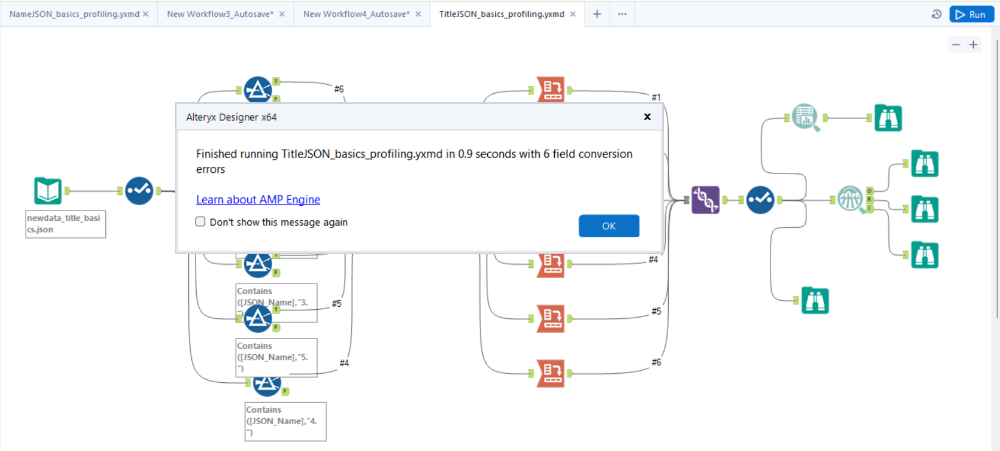 NameJSON_basics_profiling.yxmd
New Workflow3_Autosave*
New Workflow4_Autosave*
TitleJSON_basics_profiling.yxmd
Run
T
#6
F
#1
Alteryx Designer x64
Finished running TitleJSON_basics_profiling.yxmd in 0.9 seconds with 6 field conversion
errors
Learn about AMP Engine
Don't show this message again
OK
newdata_title_basi
cs.json
O
R
I
F
#4
Contains
([JSON_Name],"3.
")
T
#5
F
#5
Contains
([JSON_Name],"5.
")
#4
#6
F
Contains
([JSON_Name],"4.
")